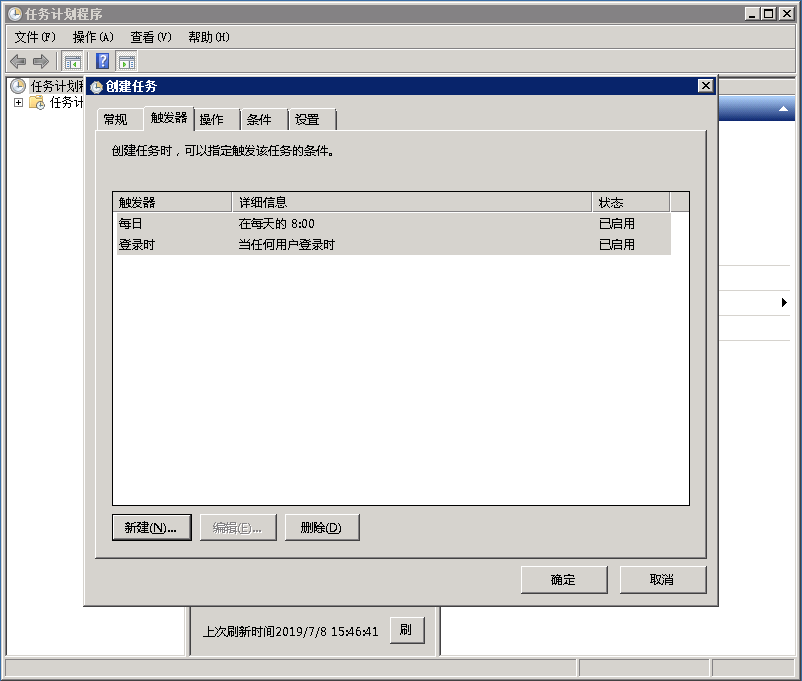 任务计划程序
文件(F) 操作(A) 查看(V) 帮助(H)
任务计划程
任务计
创建任务
常规 触发器 操作 条件 设置
创建任务时，可以指定触发该任务的条件。
触发器 详细信息 状态
每日 在每天的 8:00 已启用
登录时 当任何用户登录时 已启用
新建(N)... 编辑(E)... 删除(D)
确定 取消
上次刷新时间2019/7/8 15:46:41 刷